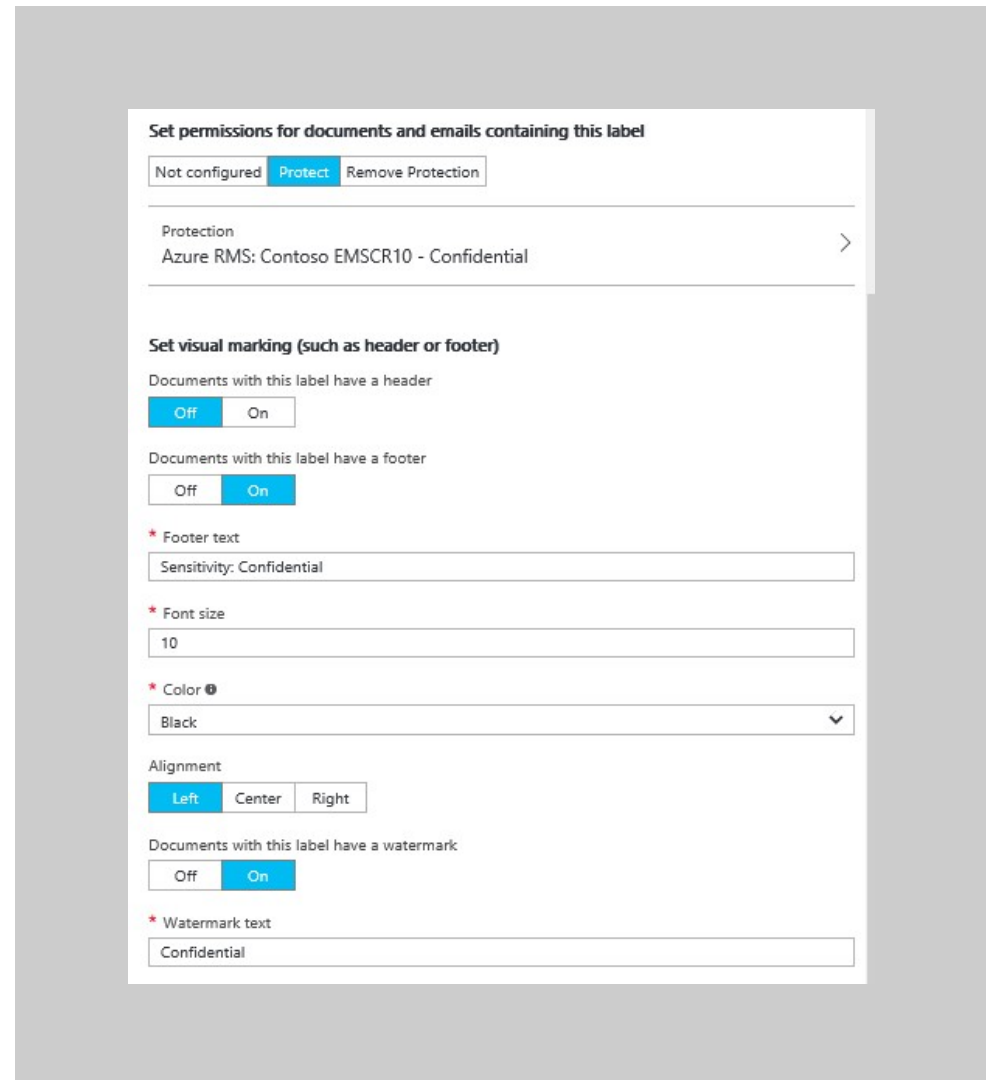 Set permissions for documents and emails containing this label
Not configured Protect Remove Protection
Protection
Azure RMS: Contoso EMSCR10 - Confidential
Set visual marking (such as header or footer)
Documents with this label have a header
Off On
Documents with this label have a footer
Off On
* Footer text
Sensitivity: Confidential
* Font size
10
* Color
Black
Alignment
Left Center Right
Documents with this label have a watermark
Off On
* Watermark text
Confidential